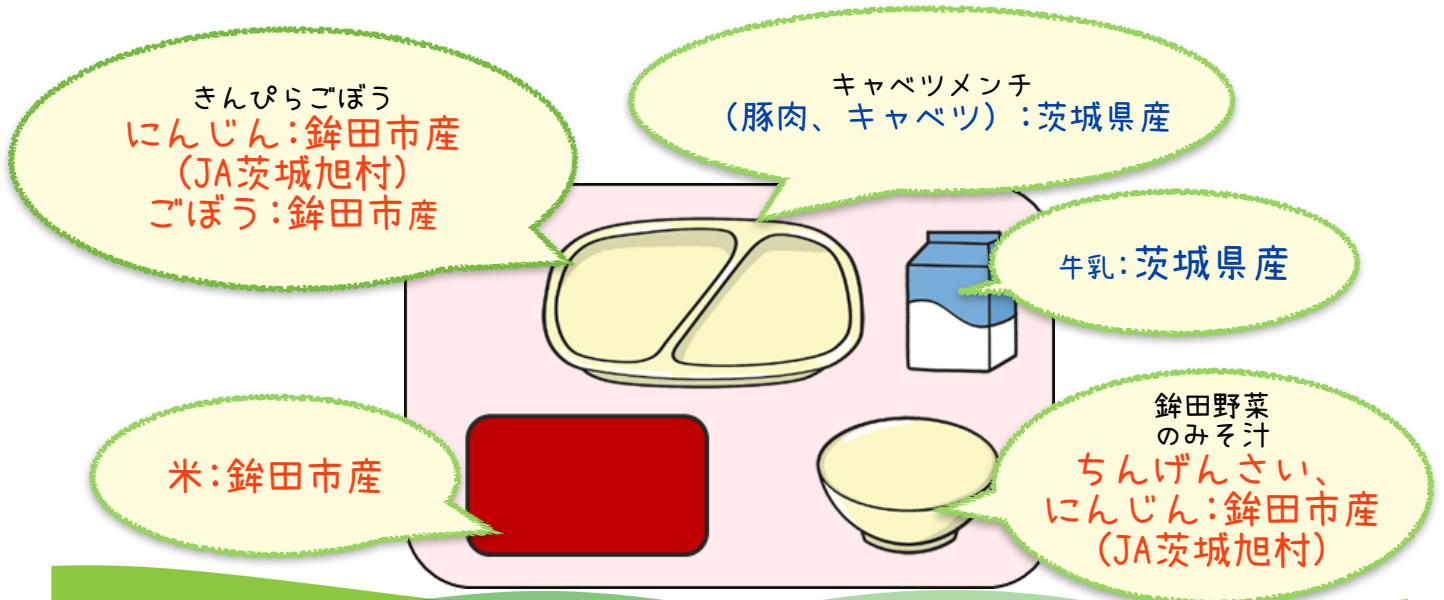 きんぴらごぼう
にんじん：鉾田市産
（JA茨城旭村）
ごぼう：鉾田市産
キャベツメンチ
（豚肉、キャベツ）：茨城県産
牛乳：茨城県産
米：鉾田市産
鉾田野菜
のみそ汁
ちんげんさい、
にんじん：鉾田市産
（JA茨城旭村）